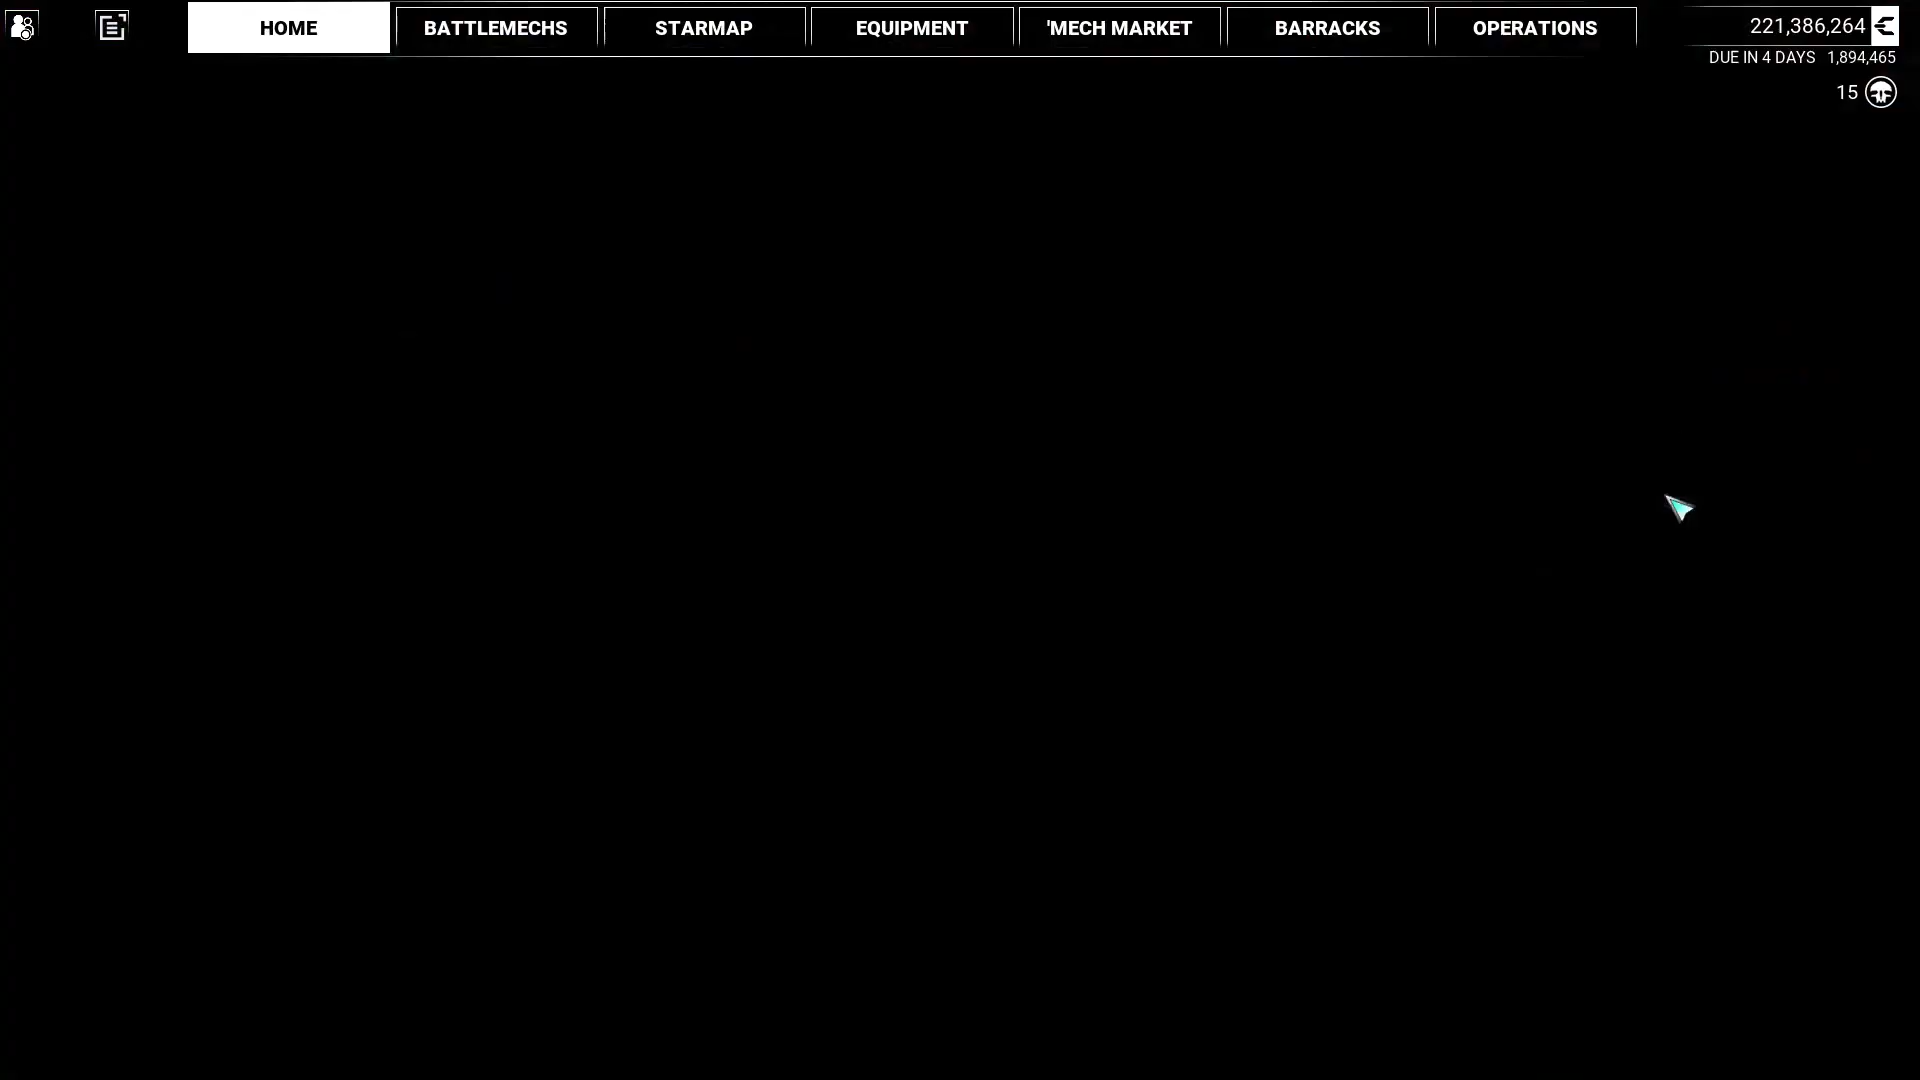 HOME
BATTLEMECHS
STARMAP
EQUIPMENT
'MECH MARKET
BARRACKS
OPERATIONS
221,386,264
DUE IN 4 DAYS 1,894,465
15